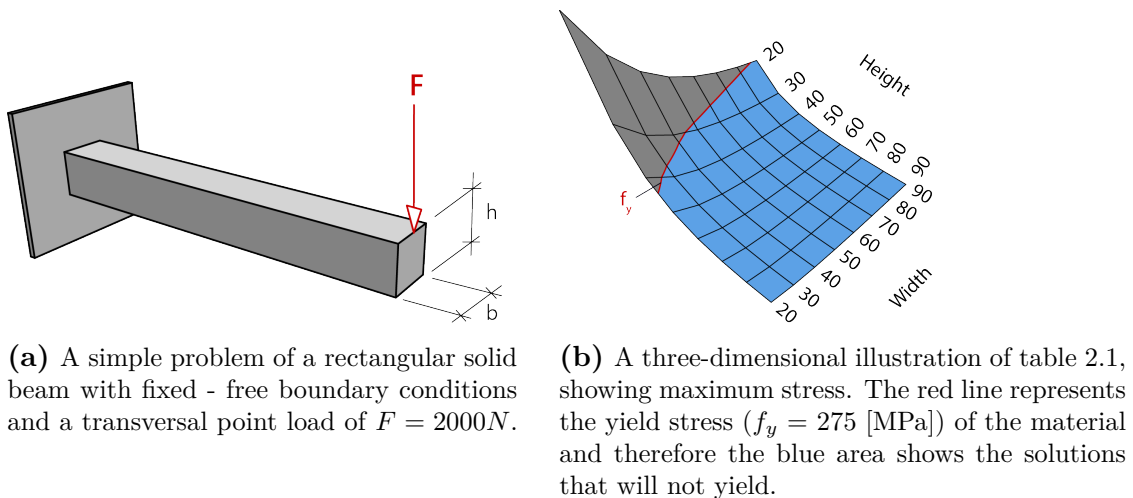 F
h
b
(a) A simple problem of a rectangular solid
beam with fixed - free boundary conditions
and a transversal point load of F = 2000N.
20
30
40
50
60
70
80
90
Height
90
80
70
60
50
40
30
20
Width
f_y
(b) A three-dimensional illustration of table 2.1,
showing maximum stress. The red line represents
the yield stress (f_y = 275 [MPa]) of the material
and therefore the blue area shows the solutions
that will not yield.